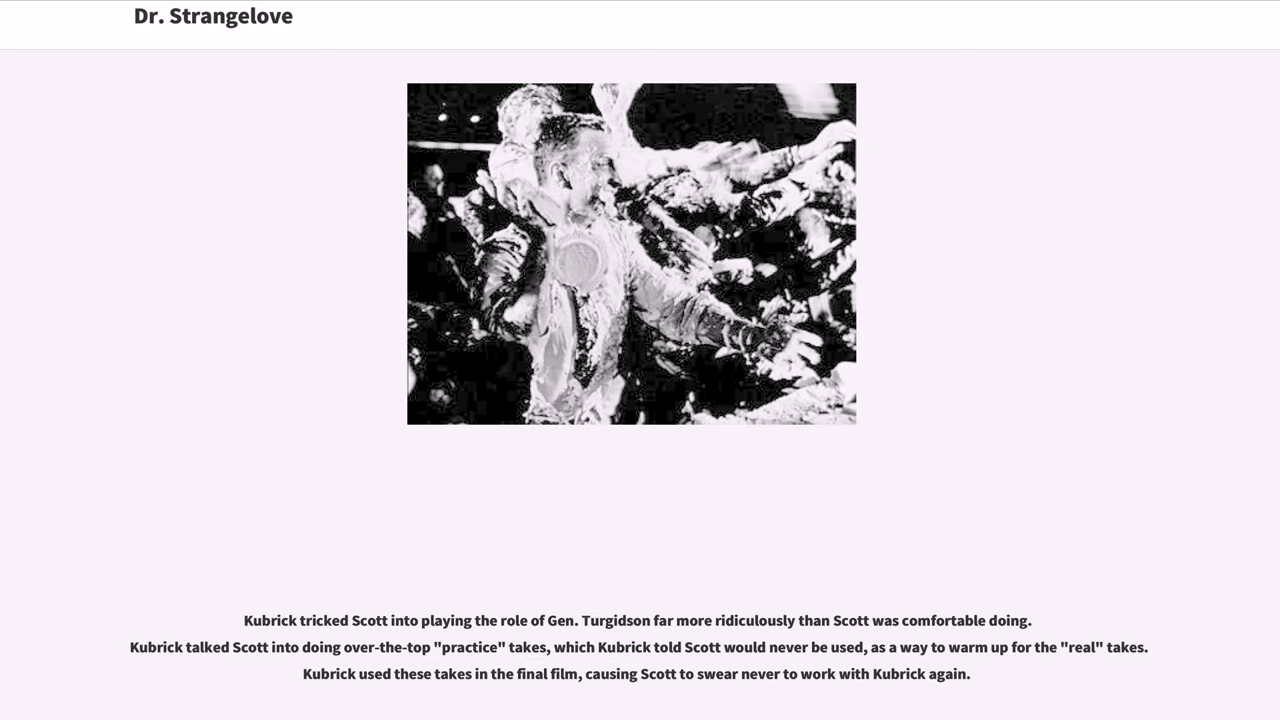 Dr. Strangelove
Kubrick tricked Scott into playing the role of Gen. Turgidson far more ridiculously than Scott was comfortable doing.
Kubrick talked Scott into doing over-the-top "practice" takes, which Kubrick told Scott would never be used, as a way to warm up for the "real" takes.
Kubrick used these takes in the final film, causing Scott to swear never to work with Kubrick again.